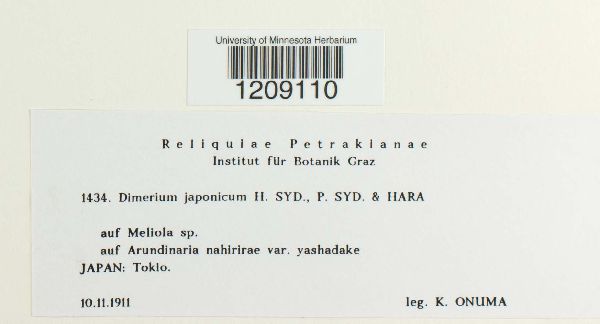 University of Minnesota Herbarium
1209110
Reliquiae Petrakianae
Institut für Botanik Graz
1434. Dimerium japonicum H. SYD., P. SYD. & HARA
auf Meliola sp.
auf Arundinaria nahirirae var. yashadake
JAPAN: Tokio.
10.11.1911 leg. K. ONUMA